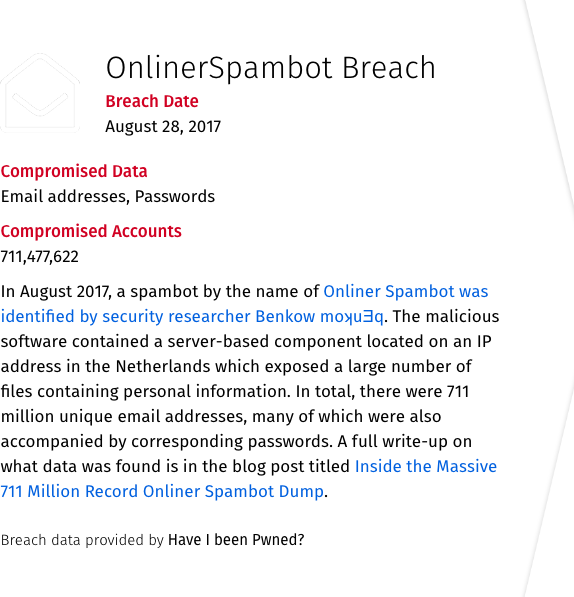 OnlinerSpambot Breach
Breach Date
August 28, 2017
Compromised Data
Email addresses, Passwords
Compromised Accounts
711,477,622
In August 2017, a spambot by the name of Onliner Spambot was
identified by security researcher Benkow moʞuƎq. The malicious
software contained a server-based component located on an IP
address in the Netherlands which exposed a large number of
files containing personal information. In total, there were 711
million unique email addresses, many of which were also
accompanied by corresponding passwords. A full write-up on
what data was found is in the blog post titled Inside the Massive
711 Million Record Onliner Spambot Dump.
Breach data provided by Have I been Pwned?